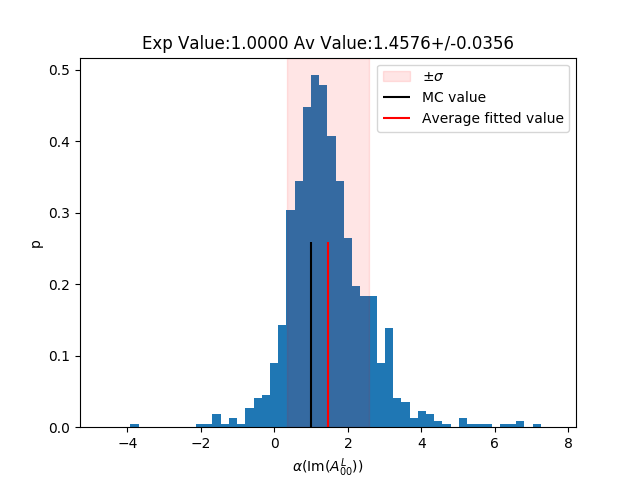 Exp Value:1.0000 Av Value:1.4576+/-0.0356
±σ
MC value
Average fitted value
p
0.5
0.4
0.3
0.2
0.1
0.0
−4 −2 0 2 4 6 8
α(Im(A^L_00))